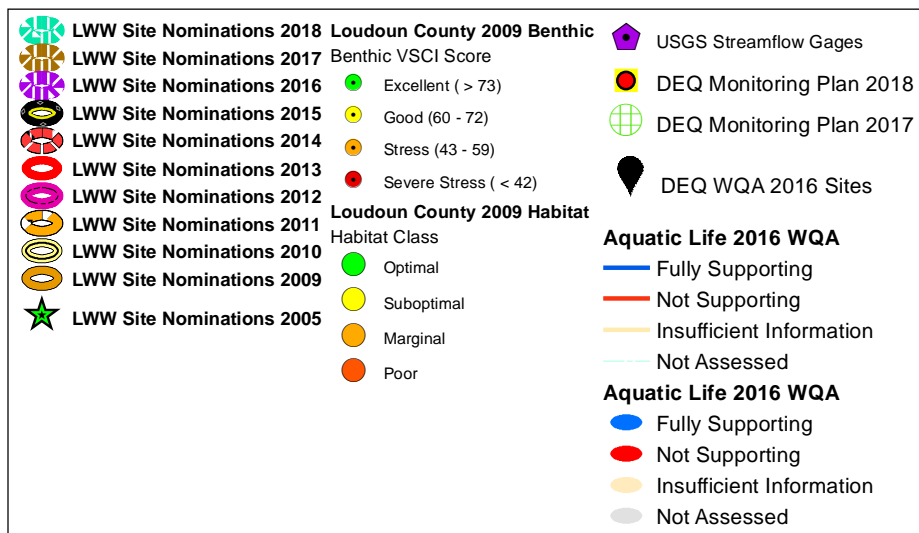 LWW Site Nominations 2018
LWW Site Nominations 2017
LWW Site Nominations 2016
LWW Site Nominations 2015
LWW Site Nominations 2014
LWW Site Nominations 2013
LWW Site Nominations 2012
LWW Site Nominations 2011
LWW Site Nominations 2010
LWW Site Nominations 2009
LWW Site Nominations 2005
Loudoun County 2009 Benthic
Benthic VSCI Score
Excellent ( > 73)
Good (60 - 72)
Stress (43 - 59)
Severe Stress ( < 42)
Loudoun County 2009 Habitat
Habitat Class
Optimal
Suboptimal
Marginal
Poor
USGS Streamflow Gages
DEQ Monitoring Plan 2018
DEQ Monitoring Plan 2017
DEQ WQA 2016 Sites
Aquatic Life 2016 WQA
Fully Supporting
Not Supporting
Insufficient Information
Not Assessed
Aquatic Life 2016 WQA
Fully Supporting
Not Supporting
Insufficient Information
Not Assessed